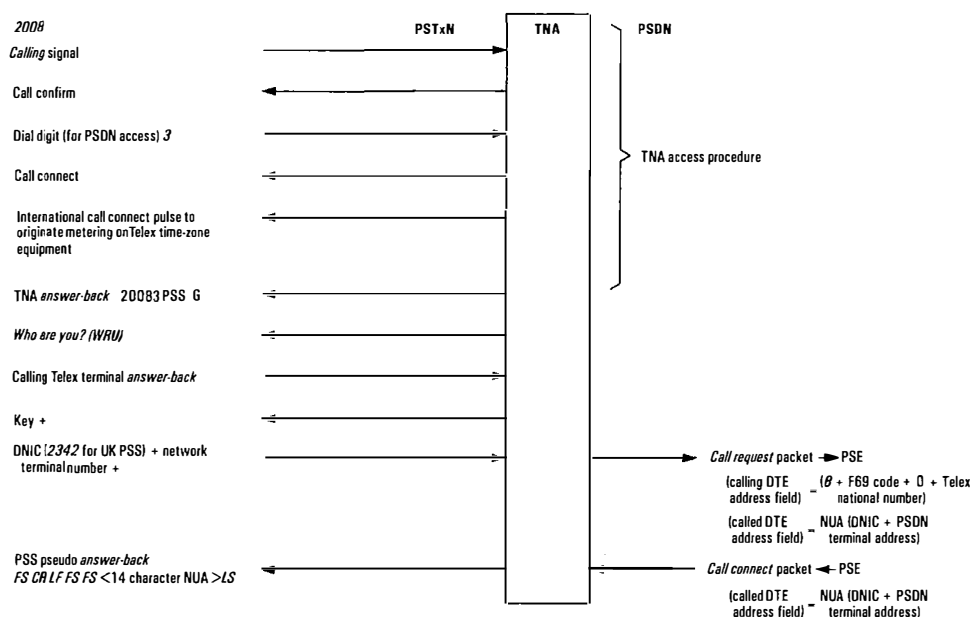 2008
PSTxN
TNA
PSDN
Calling signal
Call confirm
Dial digit (for PSDN access) 3
TNA access procedure
Call connect
International call connect pulse to
originate metering on Telex time-zone
equipment
TNA answer-back 20083 PSS G
Who are you? (WRU)
Calling Telex terminal answer-back
Key +
DNIC (2342 for UK PSS) + network
terminal number +
Call request packet PSE
(calling DTE
address field) = (8 + F69 code + 0 + Telex
national number)
(called DTE
address field) = NUA (DNIC + PSDN
terminal address)
PSS pseudo answer-back
FS CR LF FS FS <14 character NUA >LS
Call connect packet PSE
(called DTE
address field) = NUA (DNIC + PSDN
terminal address)